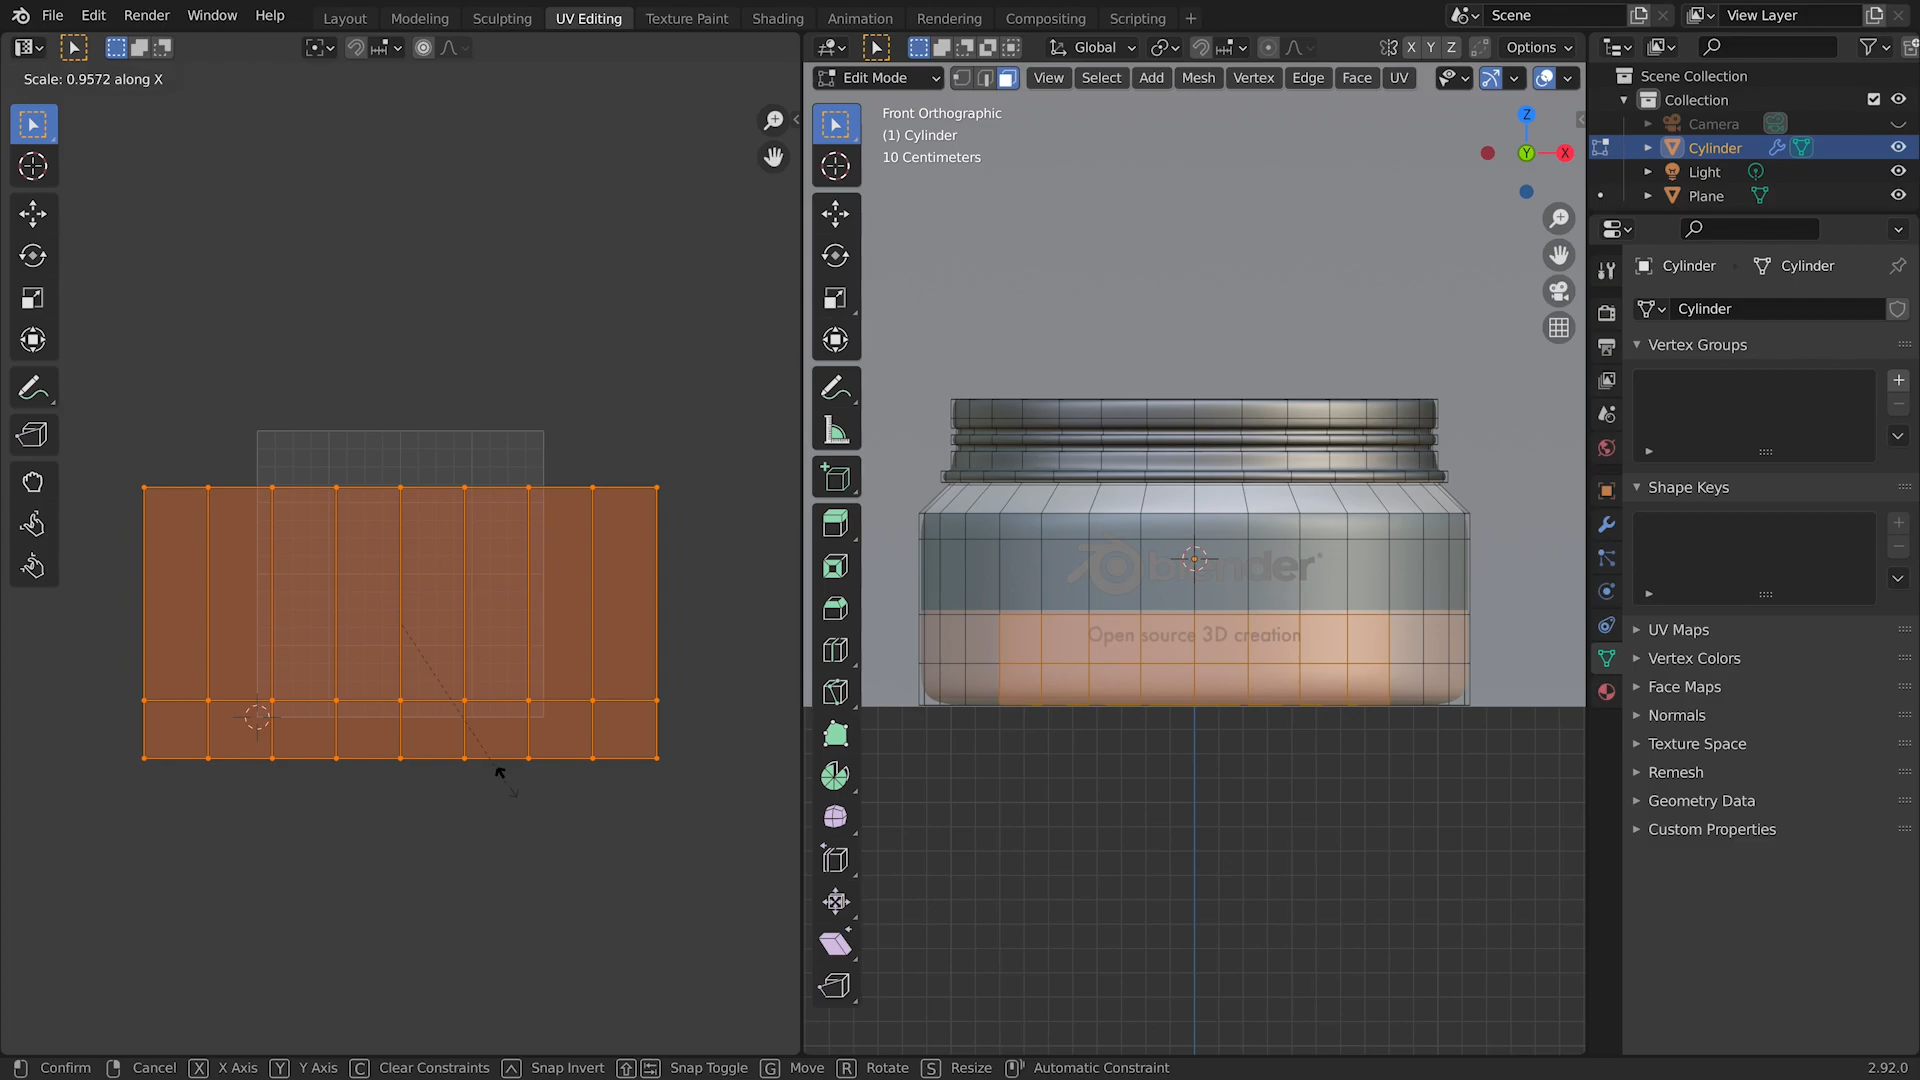 File Edit Render Window Help Layout Modeling Sculpting UV Editing Texture Paint Shading Animation Rendering Compositing Scripting + Scene View Layer
Global X Y Z Options
Scale: 0.9572 along X
Edit Mode View Select Add Mesh Vertex Edge Face UV
Front Orthographic
(1) Cylinder
10 Centimeters
Z
Y
X
blender
Open source 3D creation
Scene Collection
Collection
Camera
Cylinder
Light
Plane
Cylinder Cylinder
Cylinder
Vertex Groups
Shape Keys
UV Maps
Vertex Colors
Face Maps
Normals
Texture Space
Remesh
Geometry Data
Custom Properties
Confirm Cancel X X Axis Y Y Axis C Clear Constraints Snap Invert Snap Toggle G Move R Rotate S Resize Automatic Constraint 2.92.0